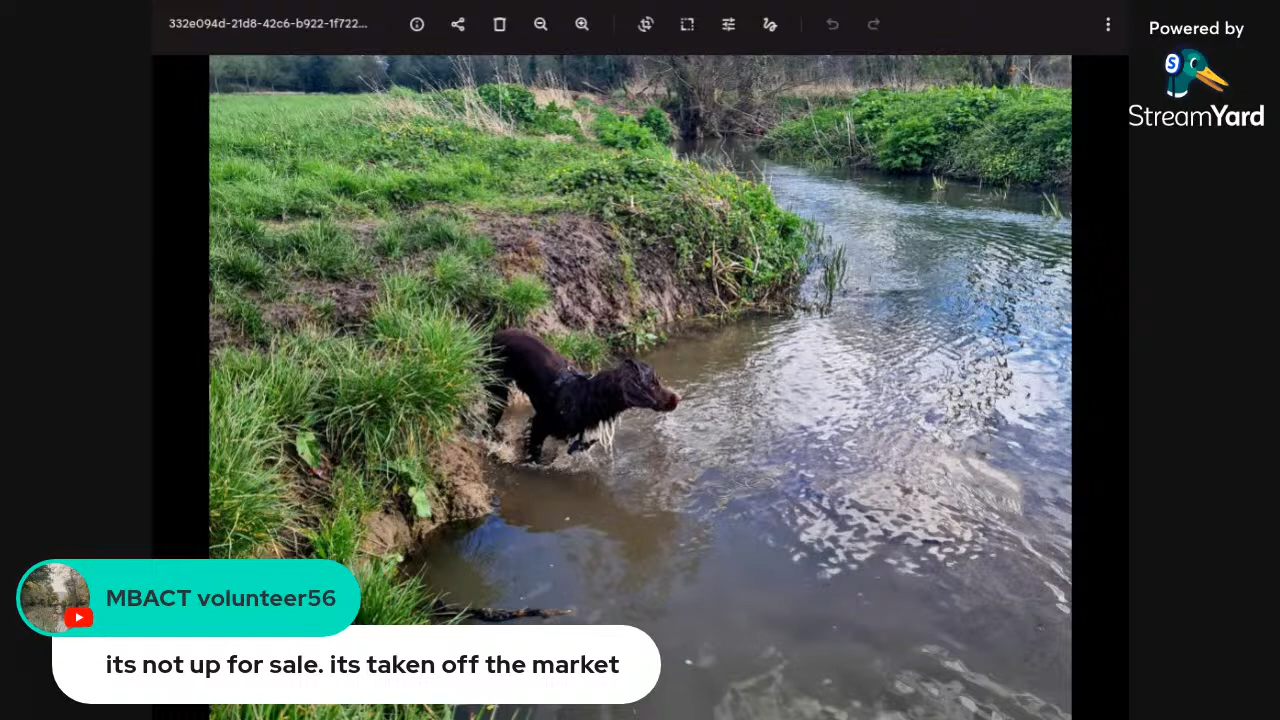 332e094d-21d8-42c6-b922-1f722...
Powered by
S
StreamYard
MBACT volunteer56
its not up for sale. its taken off the market